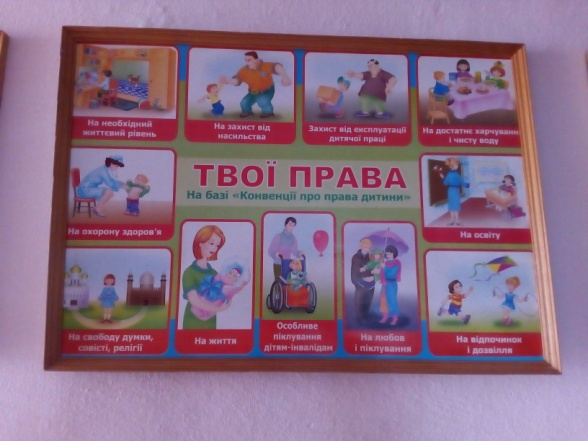 На необхідний
життєвий рівень
На захист від
насильства
Захист від експлуатації
дитячої праці
На достатнє харчування
і чисту воду
ТВОЇ ПРАВА
На базі «Конвенції про права дитини»
На охорону здоров'я
На освіту
На свободу думки,
совісті, релігії
На життя
Особливе
піклування
дітям-інвалідам
На любов
і піклування
На відпочинок
і дозвілля